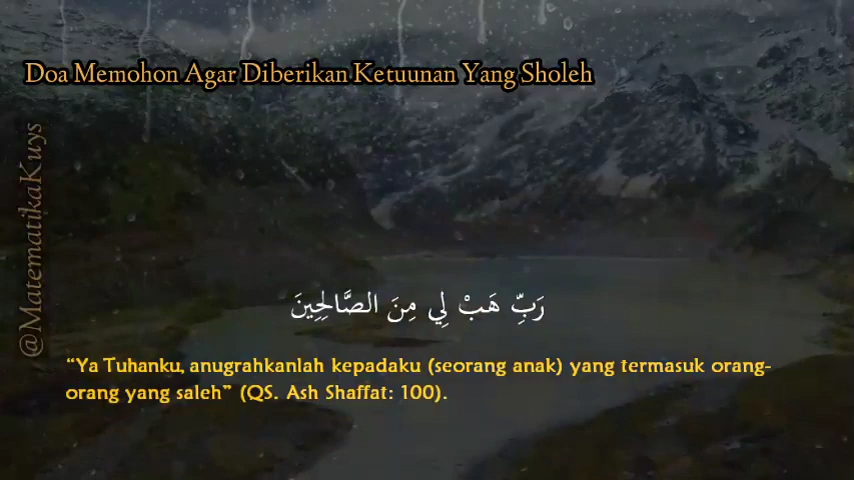 Doa Memohon Agar Diberikan Ketuunan Yang Sholeh
@MatematikaKuys
رَبِّ هَبْ لِي مِنَ الصَّالِحِينَ
“Ya Tuhanku, anugrahkanlah kepadaku (seorang anak) yang termasuk orang-
orang yang saleh” (QS. Ash Shaffat: 100).